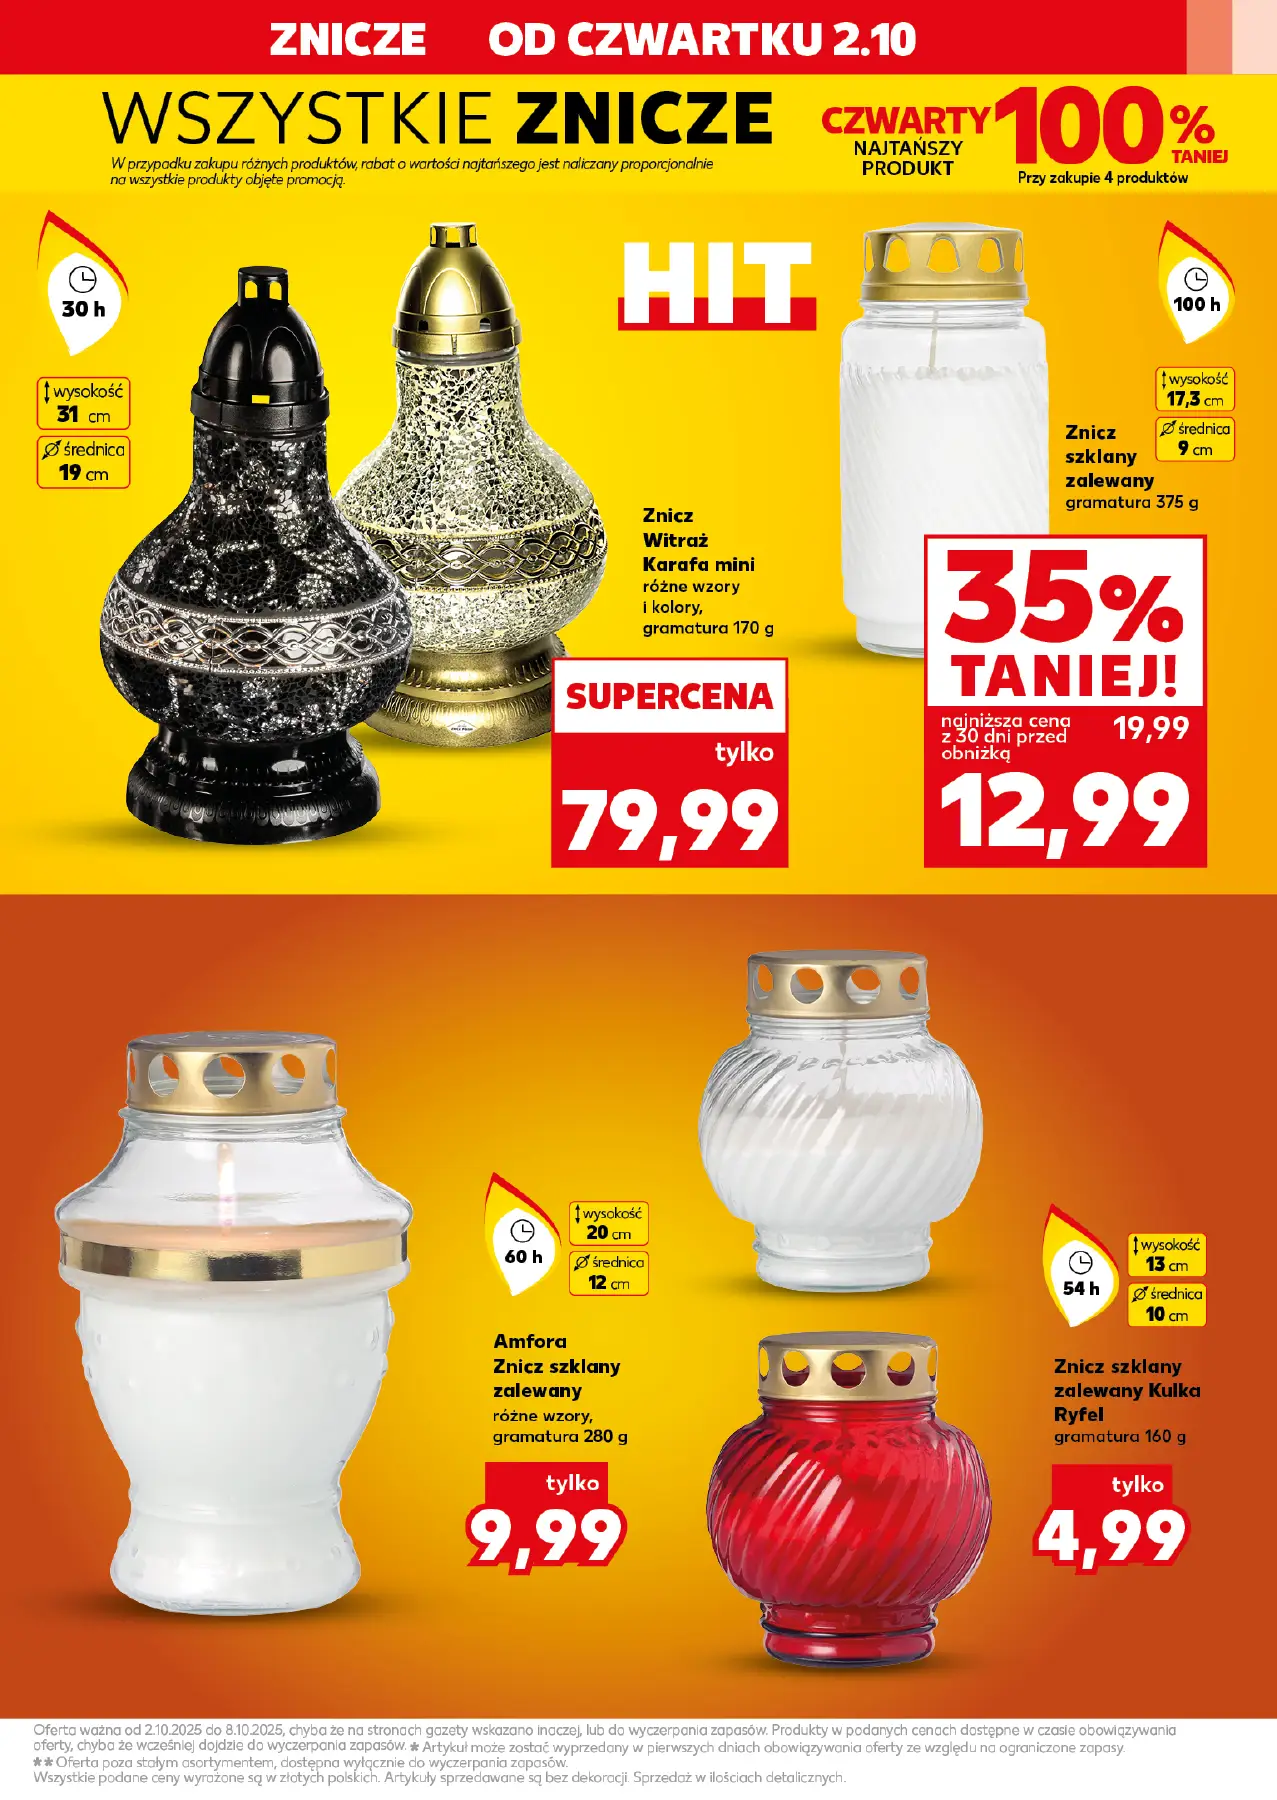 ZNICZE OD CZWARTKU 2.10
WSZYSTKIE ZNICZE
W przypadku zakupu różnych produktów, rabat o wartości najtańszego jest naliczany proporcjonalnie
na wszystkie produkty objęte promocją.
CZWARTY
NAJTAŃSZY
PRODUKT
100%
TANIEJ
Przy zakupie 4 produktów
30 h
wysokość
31 cm
średnica
19 cm
HIT
100 h
wysokość
17,3 cm
średnica
9 cm
Znicz
szklany
zalewany
gramatura 375 g
Znicz
Witraż
Karafa mini
różne wzory
i kolory,
gramatura 170 g
SUPERCENA
tylko
79,99
35%
TANIEJ!
najniższa cena
z 30 dni przed
obniżką
19,99
12,99
60 h
wysokość
20 cm
średnica
12 cm
Amfora
Znicz szklany
zalewany
różne wzory,
gramatura 280 g
tylko
9,99
54 h
wysokość
13 cm
średnica
10 cm
Znicz szklany
zalewany Kulka
Ryfel
gramatura 160 g
tylko
4,99
Oferta ważna od 2.10.2025 do 8.10.2025, chyba że na stronach gazety wskazano inaczej, lub do wyczerpania zapasów. Produkty w podanych cenach dostępne w czasie obowiązywania
oferty, chyba że wcześniej dojdzie do wyczerpania zapasów. * Artykuł może zostać wyprzedany w pierwszych dniach obowiązywania oferty ze względu na ograniczone zapasy.
** Oferta poza stałym asortymentem, dostępna wyłącznie do wyczerpania zapasów.
Wszystkie podane ceny wyrażone są w złotych polskich. Artykuły sprzedawane są bez dekoracji. Sprzedaż w ilościach detalicznych.